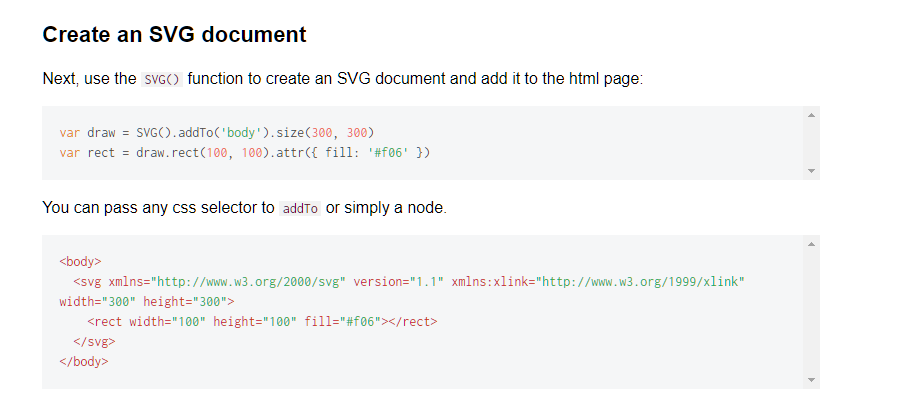 Create an SVG document
Next, use the SVG() function to create an SVG document and add it to the html page:
var draw = SVG().addTo('body').size(300, 300)
var rect = draw.rect(100, 100).attr({ fill: '#f06' })
You can pass any css selector to addTo or simply a node.
<body>
  <svg xmlns="http://www.w3.org/2000/svg" version="1.1" xmlns:xlink="http://www.w3.org/1999/xlink"
width="300" height="300">
    <rect width="100" height="100" fill="#f06"></rect>
  </svg>
</body>